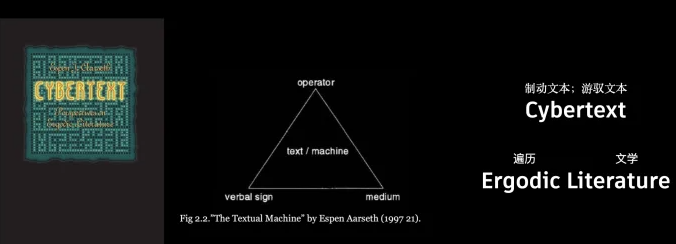 CYBERTEXT
operator
text / machine
verbal sign
medium
Fig 2.2."The Textual Machine" by Espen Aarseth (1997 21).
制动文本；游驭文本
Cybertext
遍历 文学
Ergodic Literature